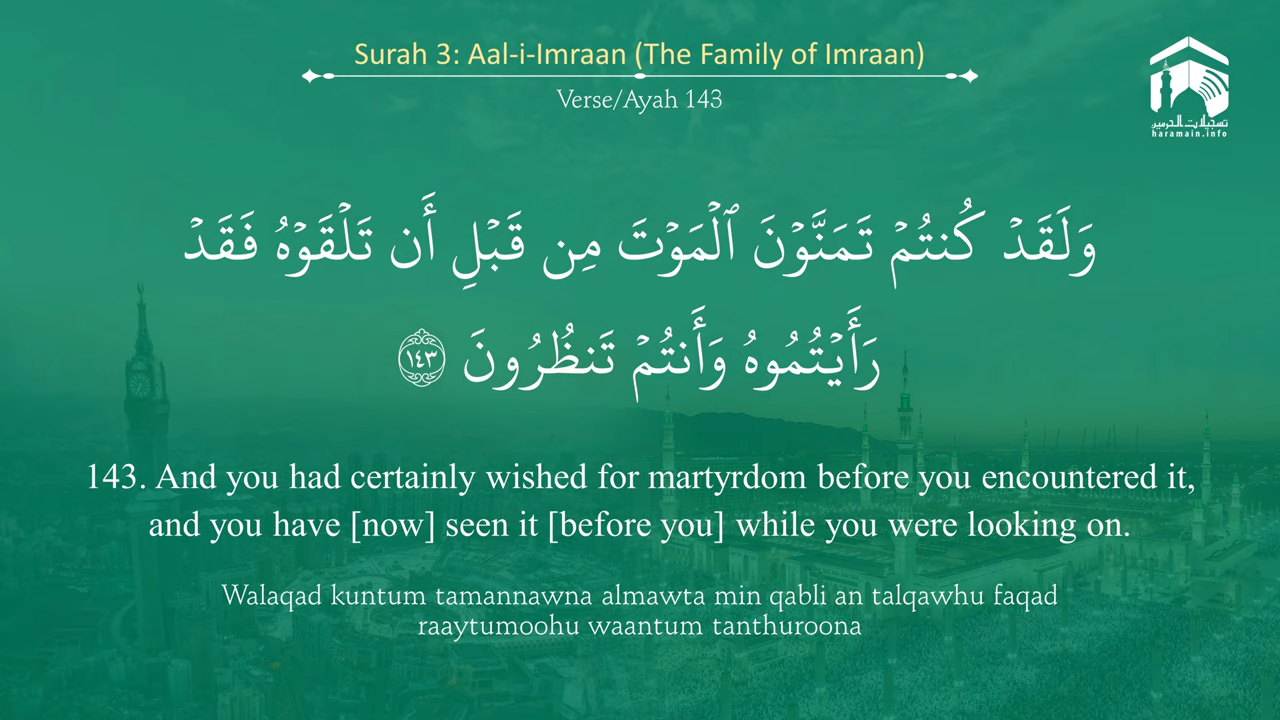 Surah 3: Aal-i-Imraan (The Family of Imraan)
Verse/Ayah 143
تسجيلات الحرمين
haramain.info
وَلَقَدۡ كُنتُمۡ تَمَنَّوۡنَ ٱلۡمَوۡتَ مِن قَبۡلِ أَن تَلۡقَوۡهُ فَقَدۡ
رَأَيۡتُمُوهُ وَأَنتُمۡ تَنظُرُونَ ١٤٣
143. And you had certainly wished for martyrdom before you encountered it,
and you have [now] seen it [before you] while you were looking on.
Walaqad kuntum tamannawna almawta min qabli an talqawhu faqad
raaytumoohu waantum tanthuroona